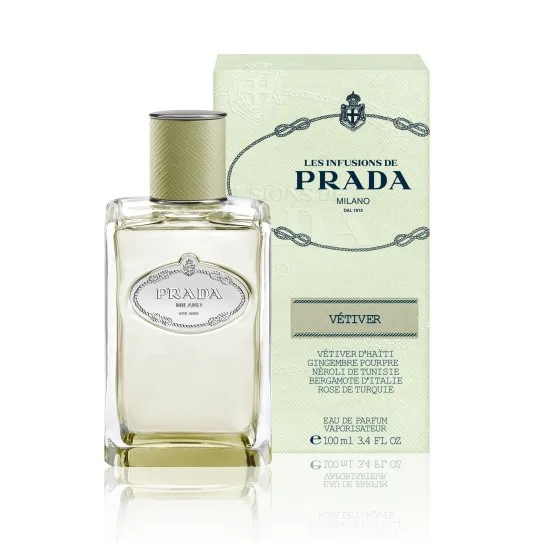 LES INFUSIONS DE
PRADA
MILANO
DAL 1913
VÉTIVER
VÉTIVER D'HAÏTI
GINGEMBRE POURPRE
NÉROLI DE TUNISIE
BERGAMOTE D'ITALIE
ROSE DE TURQUIE
EAU DE PARFUM
VAPORISATEUR
e 100 ml 3.4 FL OZ
PRADA
MILANO